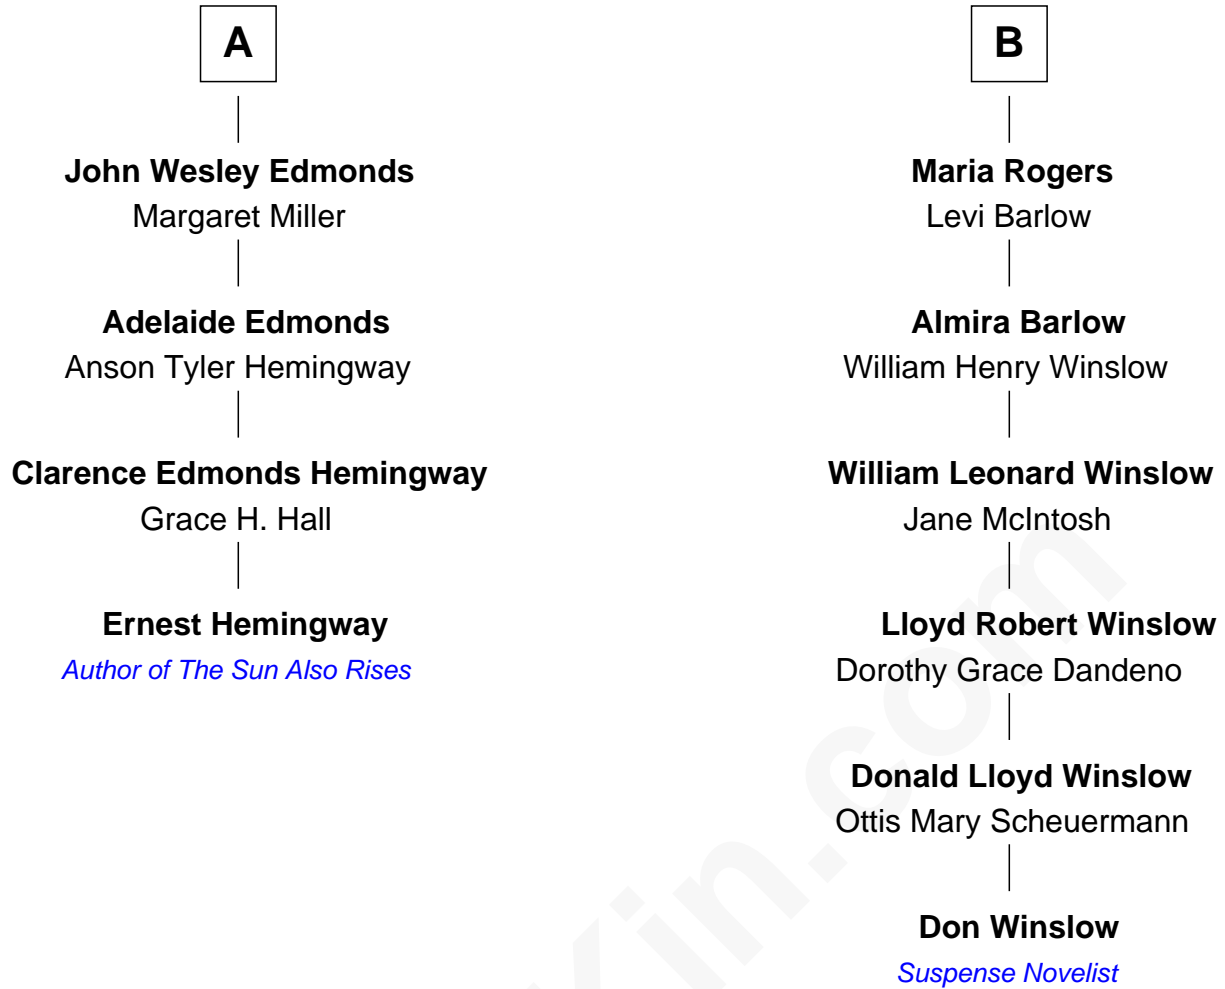 A
John Wesley Edmonds
Margaret Miller
Adelaide Edmonds
Anson Tyler Hemingway
Clarence Edmonds Hemingway
Grace H. Hall
Ernest Hemingway
Author of The Sun Also Rises
B
Maria Rogers
Levi Barlow
Almira Barlow
William Henry Winslow
William Leonard Winslow
Jane McIntosh
Lloyd Robert Winslow
Dorothy Grace Dandeno
Donald Lloyd Winslow
Ottis Mary Scheuermann
Don Winslow
Suspense Novelist
Kin.com